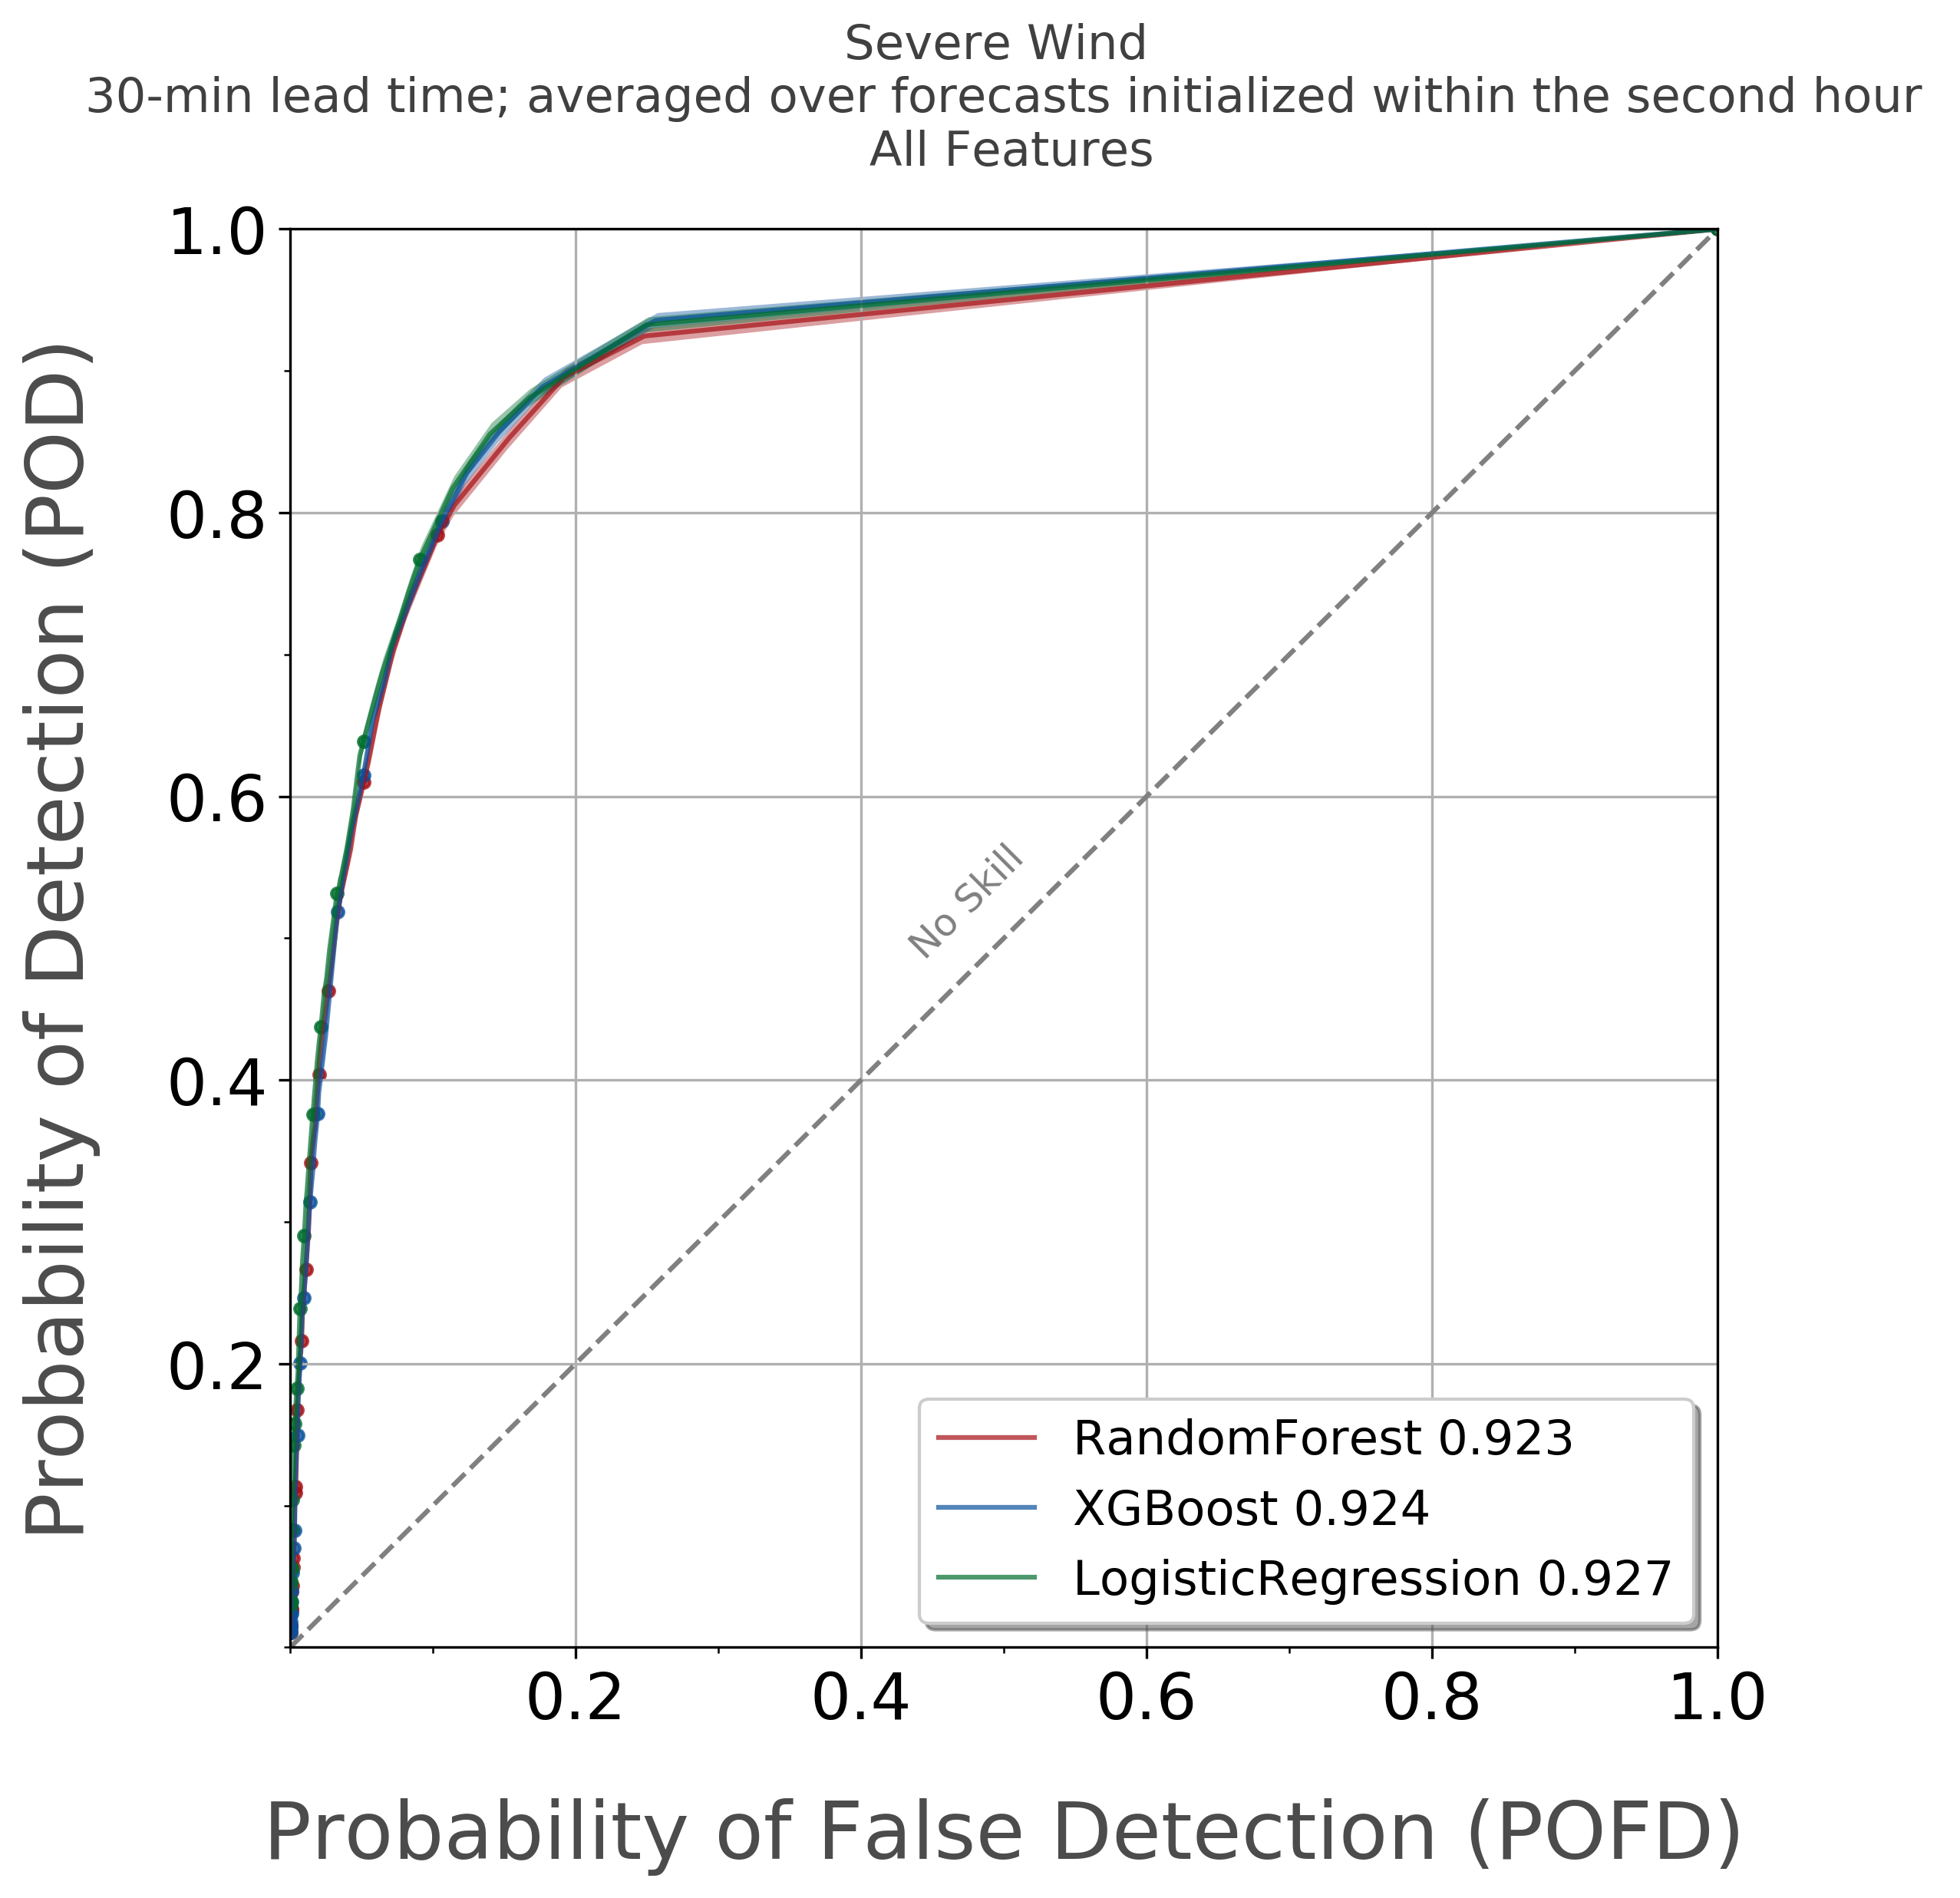 Severe Wind
30-min lead time; averaged over forecasts initialized within the second hour
All Features
Probability of Detection (POD)
1.0
0.8
0.6
0.4
0.2
No Skill
RandomForest 0.923
XGBoost 0.924
LogisticRegression 0.927
0.2 0.4 0.6 0.8 1.0
Probability of False Detection (POFD)